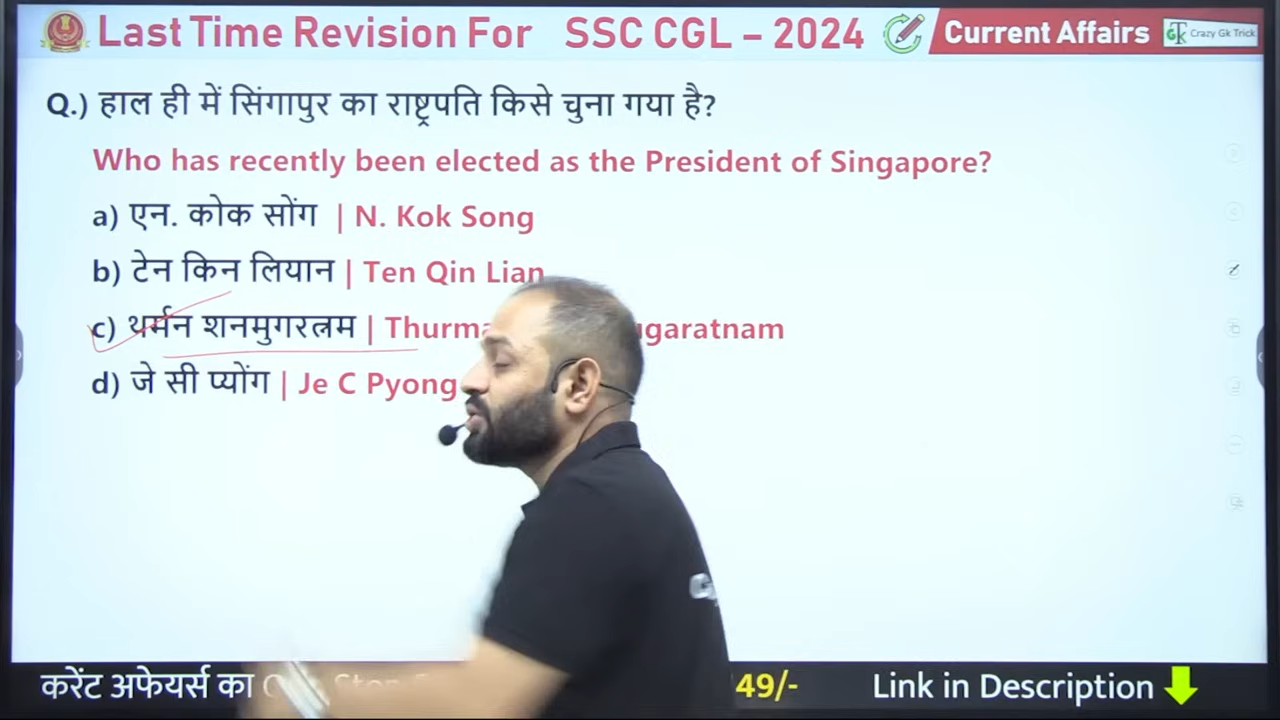 Last Time Revision For SSC CGL – 2024 Current Affairs Crazy Gk Trick
Q.) हाल ही में सिंगापुर का राष्ट्रपति किसे चुना गया है?
Who has recently been elected as the President of Singapore?
a) एन. कोक सोंग | N. Kok Song
b) टेन किन लियान | Ten Qin Lian
c) थर्मन शनमुगरत्नम | Thurma ugaratnam
d) जे सी प्योंग | Je C Pyong
करेंट अफेयर्स का 49/- Link in Description